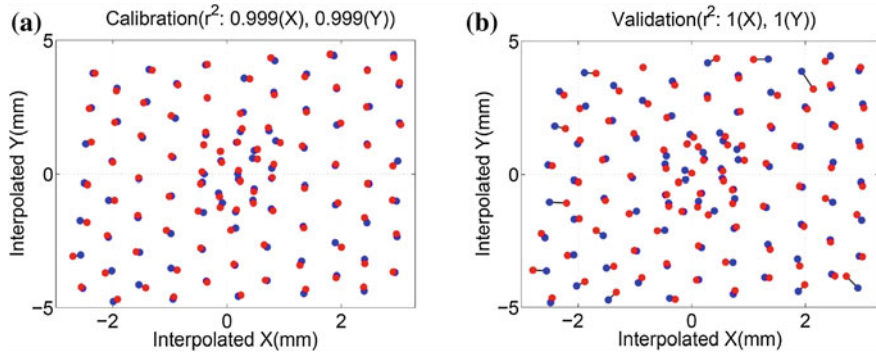 (a) Calibration(r²: 0.999(X), 0.999(Y))
5
0
−5
Interpolated Y(mm)
−2 0 2
Interpolated X(mm)
(b) Validation(r²: 1(X), 1(Y))
5
0
−5
Interpolated Y(mm)
−2 0 2
Interpolated X(mm)